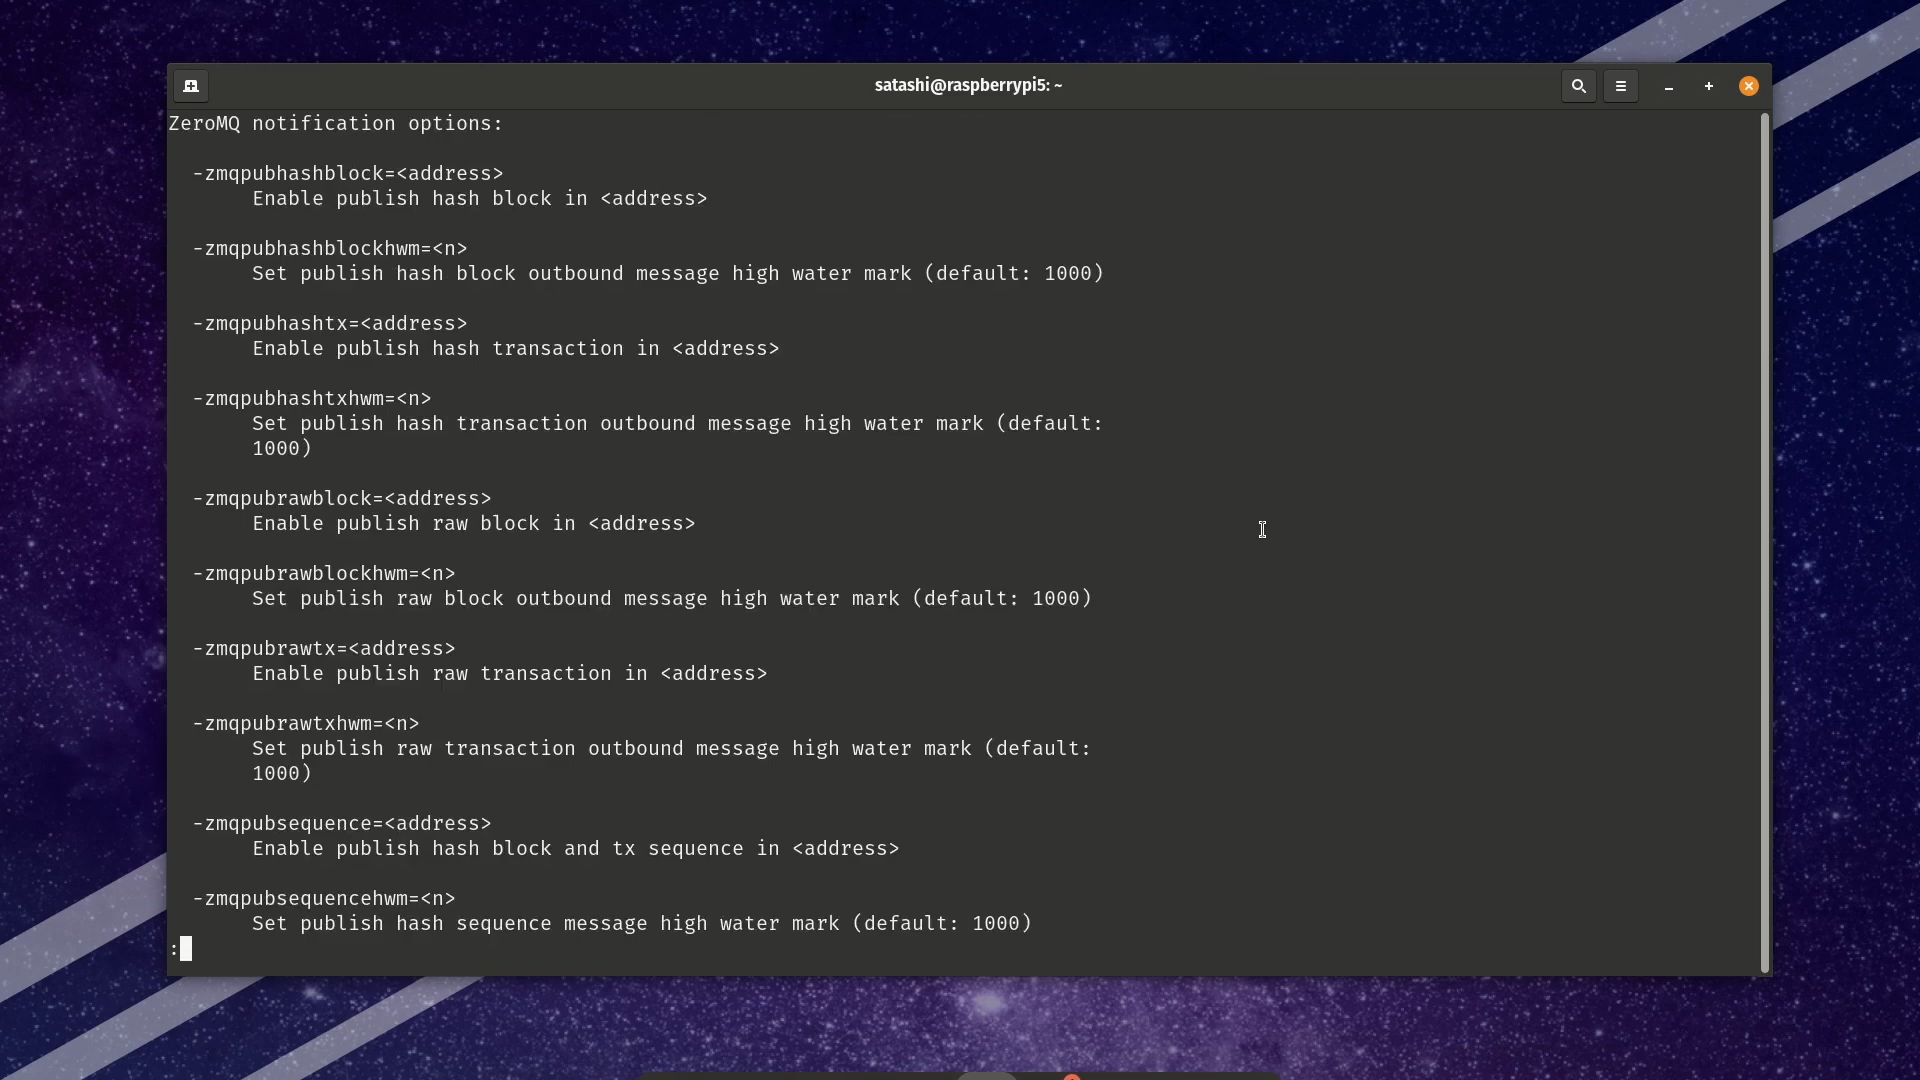 satashi@raspberrypi5: ~
ZeroMQ notification options:
-zmqpubhashblock=<address>
Enable publish hash block in <address>
-zmqpubhashblockhwm=<n>
Set publish hash block outbound message high water mark (default: 1000)
-zmqpubhashtx=<address>
Enable publish hash transaction in <address>
-zmqpubhashtxhwm=<n>
Set publish hash transaction outbound message high water mark (default:
1000)
-zmqpubrawblock=<address>
Enable publish raw block in <address>
-zmqpubrawblockhwm=<n>
Set publish raw block outbound message high water mark (default: 1000)
-zmqpubrawtx=<address>
Enable publish raw transaction in <address>
-zmqpubrawtxhwm=<n>
Set publish raw transaction outbound message high water mark (default:
1000)
-zmqpubsequence=<address>
Enable publish hash block and tx sequence in <address>
-zmqpubsequencehwm=<n>
Set publish hash sequence message high water mark (default: 1000)
: